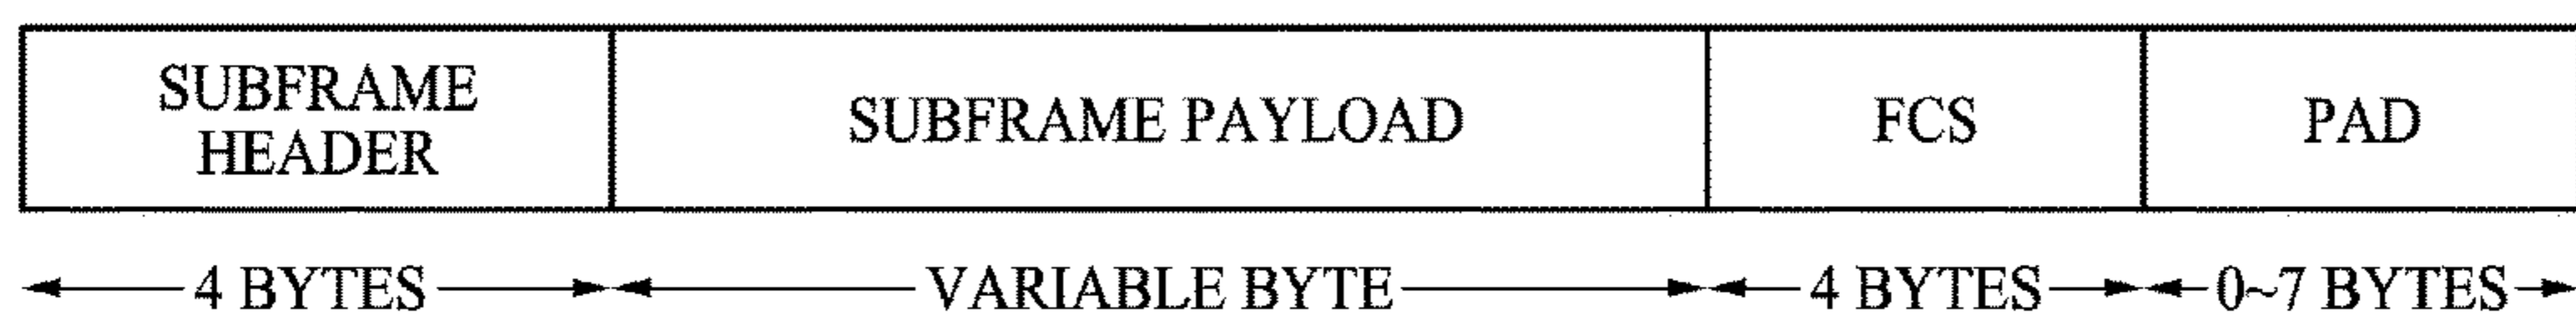 SUBFRAME
HEADER
SUBFRAME PAYLOAD
FCS
PAD
4 BYTES
VARIABLE BYTE
4 BYTES
0~7 BYTES